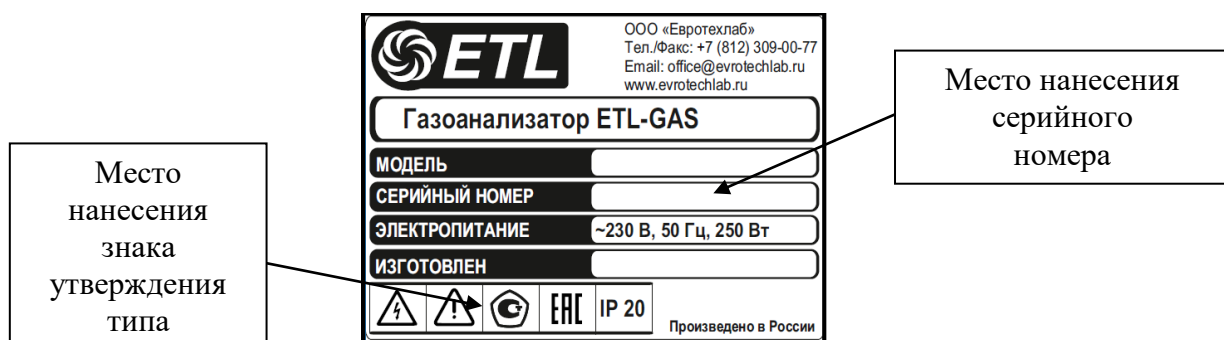 ETL
ООО «Евротехлаб»
Тел./Факс: +7 (812) 309-00-77
Email: office@evrotechlab.ru
www.evrotechlab.ru
Газоанализатор ETL-GAS
МОДЕЛЬ
СЕРИЙНЫЙ НОМЕР
ЭЛЕКТРОПИТАНИЕ ~230 В, 50 Гц, 250 Вт
ИЗГОТОВЛЕН
EAC IP 20
Произведено в России
Место нанесения
серийного
номера
Место
нанесения
знака
утверждения
типа